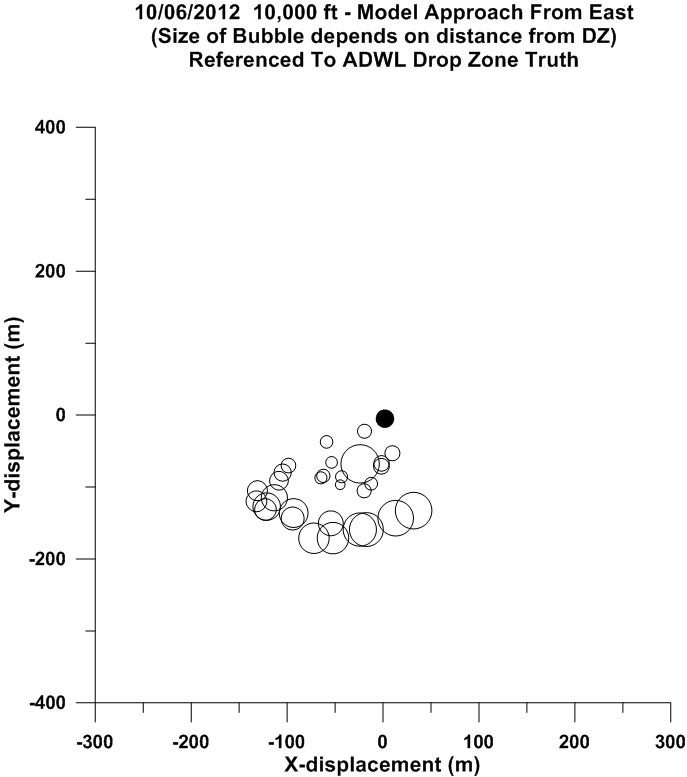 10/06/2012 10,000 ft - Model Approach From East
(Size of Bubble depends on distance from DZ)
Referenced To ADWL Drop Zone Truth
400
200
0
-200
-400
Y-displacement (m)
-300 -200 -100 0 100 200 300
X-displacement (m)